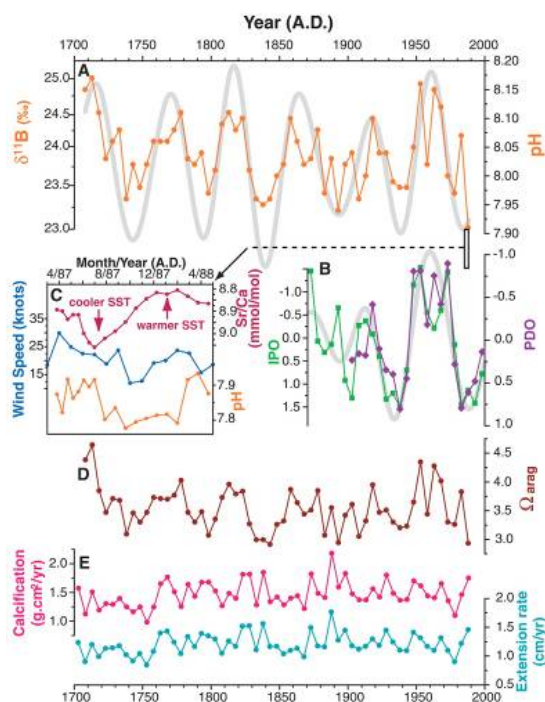 Year (A.D.)
1700 1750 1800 1850 1900 1950 2000
A
25.0
24.5
24.0
23.5
23.0
δ¹¹B (‰)
8.20
8.15
8.10
8.05
8.00
7.95
7.90
pH
Month/Year (A.D.)
4/87 8/87 12/87 4/88
C
cooler SST
warmer SST
8.8
8.9
9.0
Sr/Ca
(mmol/mol)
Wind Speed (knots)
35
25
15
7.9
7.8
pH
B
-1.0
-0.5
0.0
0.5
1.0
PDO
-1.5
-1.0
-0.5
0.0
0.5
1.0
1.5
IPO
D
4.5
4.0
3.5
3.0
Ω arag
E
Calcification
(g.cm²/yr)
2.0
1.5
1.0
2.0
1.5
1.0
0.5
Extension rate
(cm/yr)
1700 1750 1800 1850 1900 1950 2000